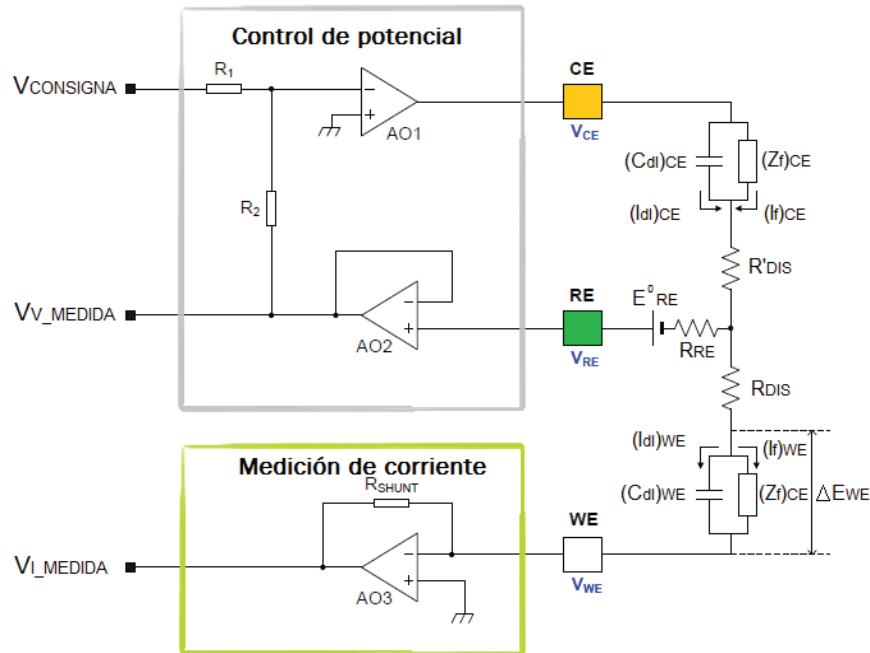 Control de potencial
VCONSIGNA
R1
AO1
CE
VCE
(Cdl)CE
(Zf)CE
(Idl)CE
(If)CE
R2
R'DIS
VV_MEDIDA
AO2
RE
VRE
E0RE
RRE
RDIS
Medición de corriente
RSHUNT
(Idl)WE
(If)WE
(Cdl)WE
(Zf)CE
ΔEWE
VI_MEDIDA
AO3
WE
VWE